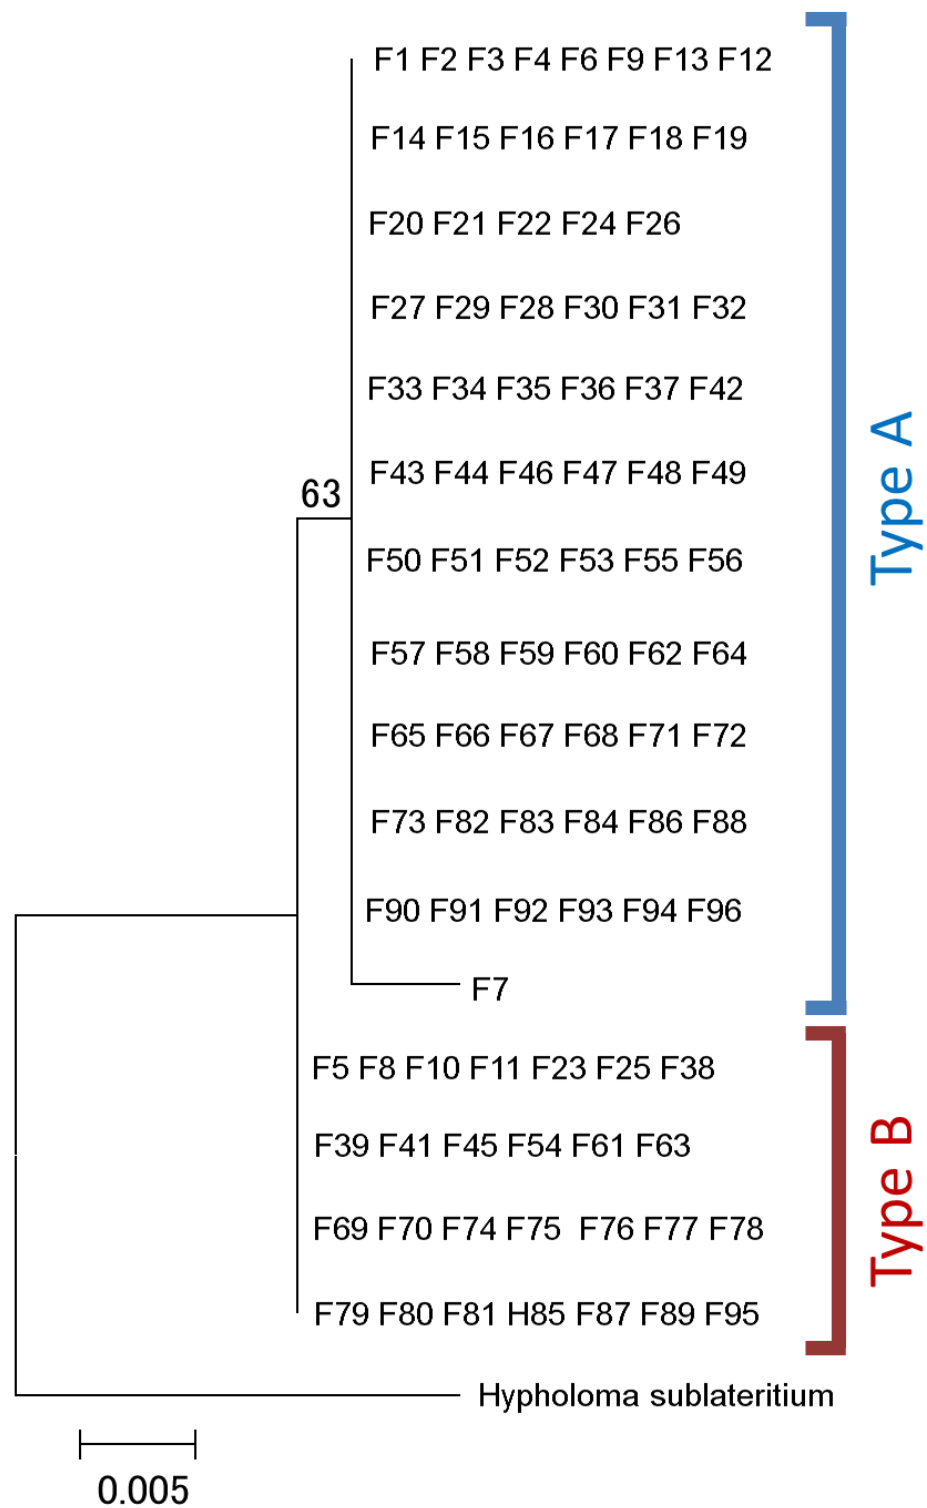 F1 F2 F3 F4 F6 F9 F13 F12
F14 F15 F16 F17 F18 F19
F20 F21 F22 F24 F26
F27 F29 F28 F30 F31 F32
F33 F34 F35 F36 F37 F42
F43 F44 F46 F47 F48 F49
63
F50 F51 F52 F53 F55 F56
F57 F58 F59 F60 F62 F64
F65 F66 F67 F68 F71 F72
F73 F82 F83 F84 F86 F88
F90 F91 F92 F93 F94 F96
F7
Type A
F5 F8 F10 F11 F23 F25 F38
F39 F41 F45 F54 F61 F63
F69 F70 F74 F75 F76 F77 F78
F79 F80 F81 H85 F87 F89 F95
Type B
Hypholoma sublateritium
0.005